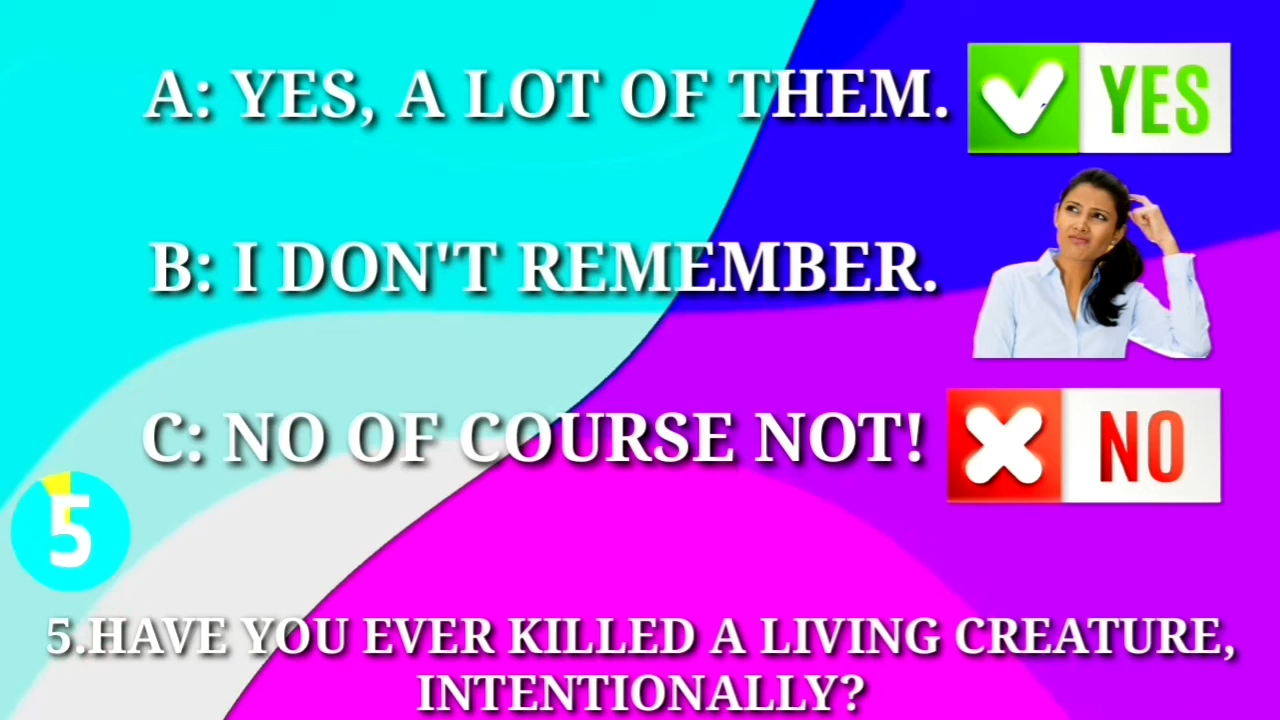 A: YES, A LOT OF THEM.
YES
B: I DON'T REMEMBER.
C: NO OF COURSE NOT!
NO
5
5.HAVE YOU EVER KILLED A LIVING CREATURE,
INTENTIONALLY?